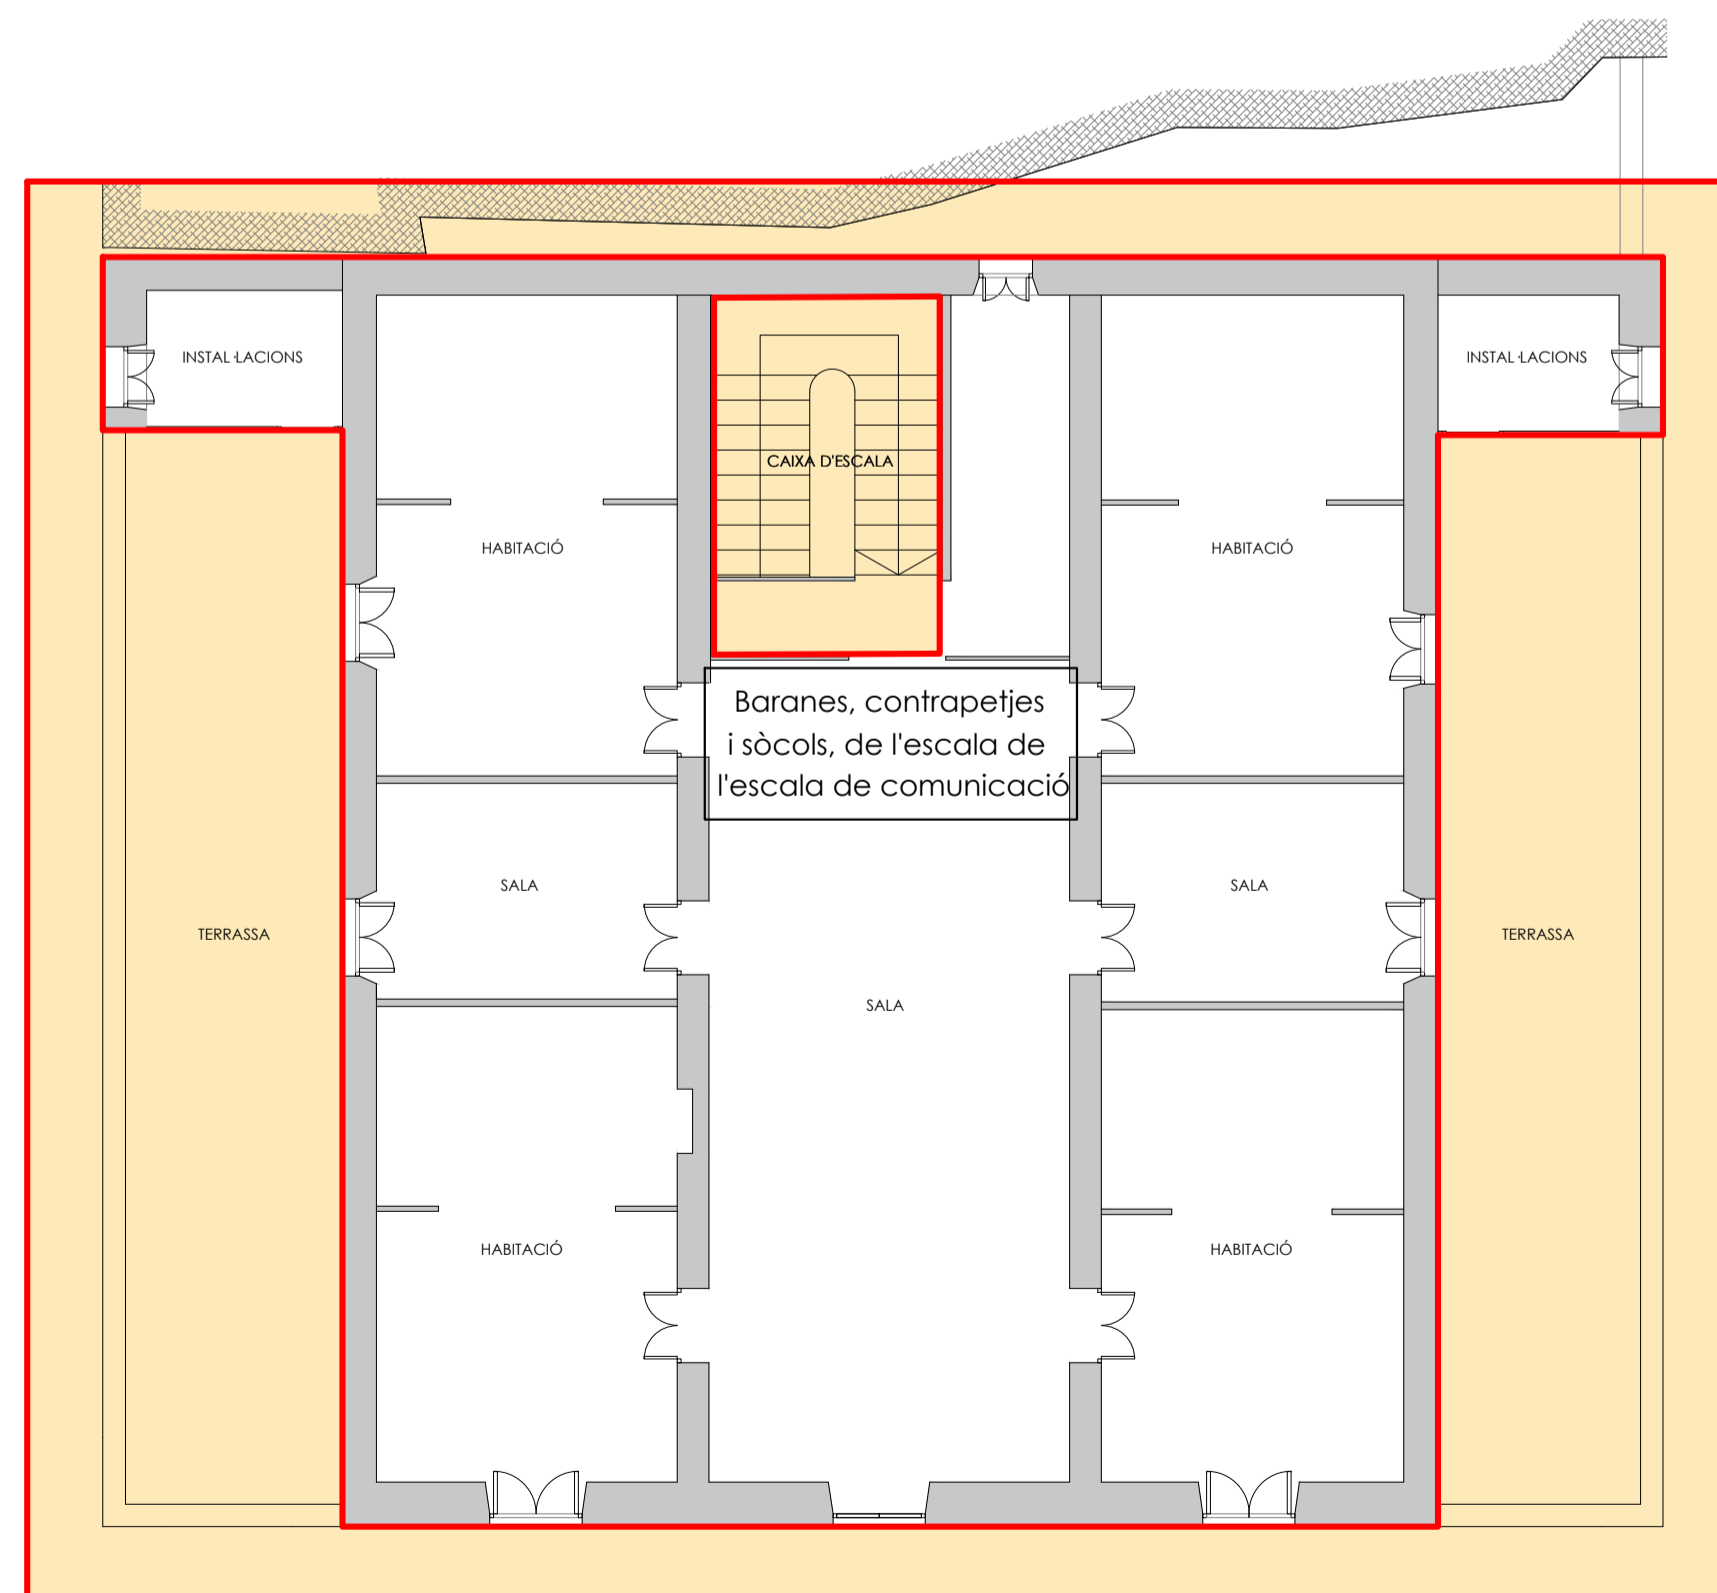 INSTAL·LACIONS
INSTAL·LACIONS
CAIXA D'ESCALA
HABITACIÓ
HABITACIÓ
Baranes, contrapetjes
i sòcols, de l'escala de
l'escala de comunicació
SALA
SALA
TERRASSA
TERRASSA
SALA
HABITACIÓ
HABITACIÓ